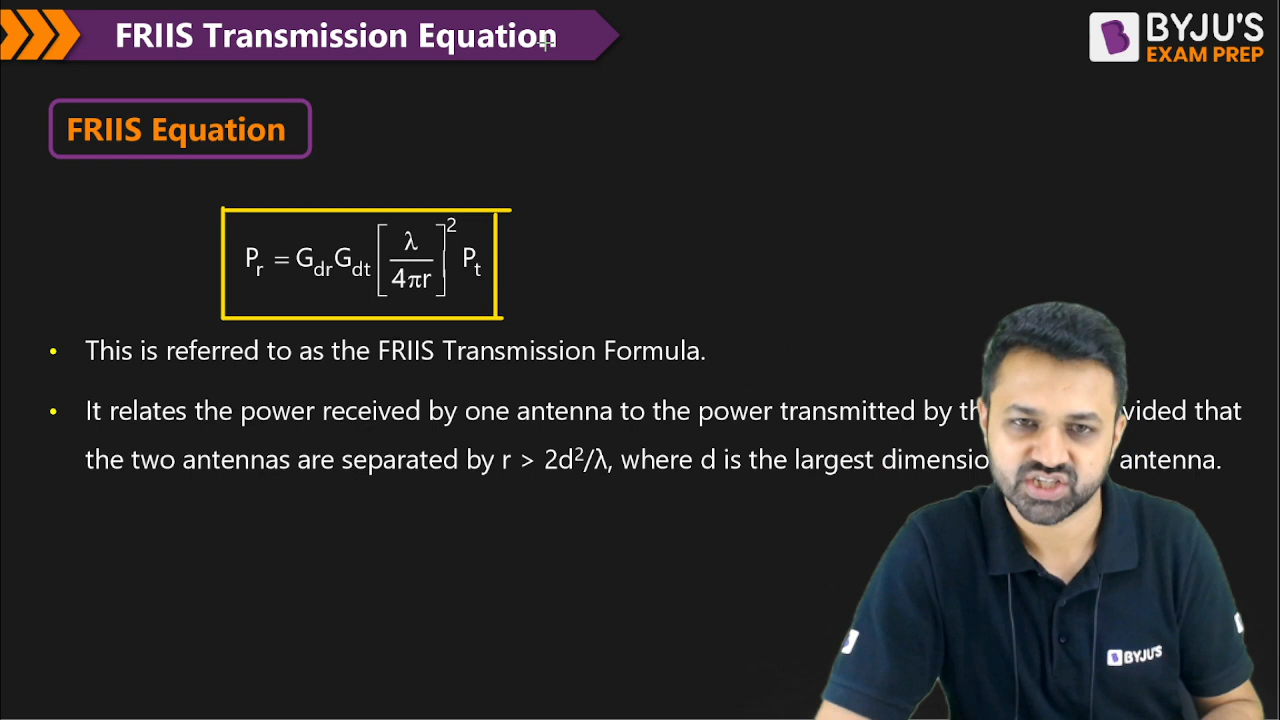 FRIIS Transmission Equation
BYJU'S
EXAM PREP
FRIIS Equation
P_r = G_dr G_dt [λ/4πr]² P_t
• This is referred to as the FRIIS Transmission Formula.
• It relates the power received by one antenna to the power transmitted by vided that
the two antennas are separated by r > 2d²/λ, where d is the largest antenna.
BYJU'S